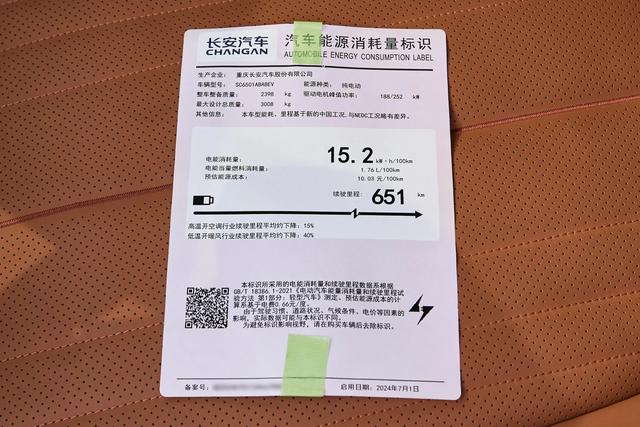 长安汽车
CHANGAN
汽车能源消耗量标识
AUTOMOBILE ENERGY CONSUMPTION LABEL
生产企业：重庆长安汽车股份有限公司
车辆型号：SC6501ABABEV 能源种类：纯电动
整车整备质量：2398 kg 驱动电机峰值功率：188/252 kW
最大设计总质量：3008 kg
其他信息：本车型能耗、里程基于新的中国工况,与NEDC工况略有差异。
电能消耗量：15.2 kW·h/100km
电能当量燃料消耗量：1.76 L/100km
预估能源成本：10.03 元/100km
续驶里程：651 km
高温开空调行业续驶里程平均约下降：15%
低温开暖风行业续驶里程平均约下降：40%
本标识所采用的电能消耗量和续驶里程数据系根据
GB/T 18386.1-2021《电动汽车能量消耗量和续驶里程试
验方法 第1部分：轻型汽车》测定。预估能源成本的计
算系基于电费0.66元/度。
由于驾驶习惯、道路状况、气候条件、电价等因素的
影响，实际数据可能与本标识不同。
为避免标识影响视野，请在购买车辆后去除标识。
备案号：
启用日期：2024年7月1日